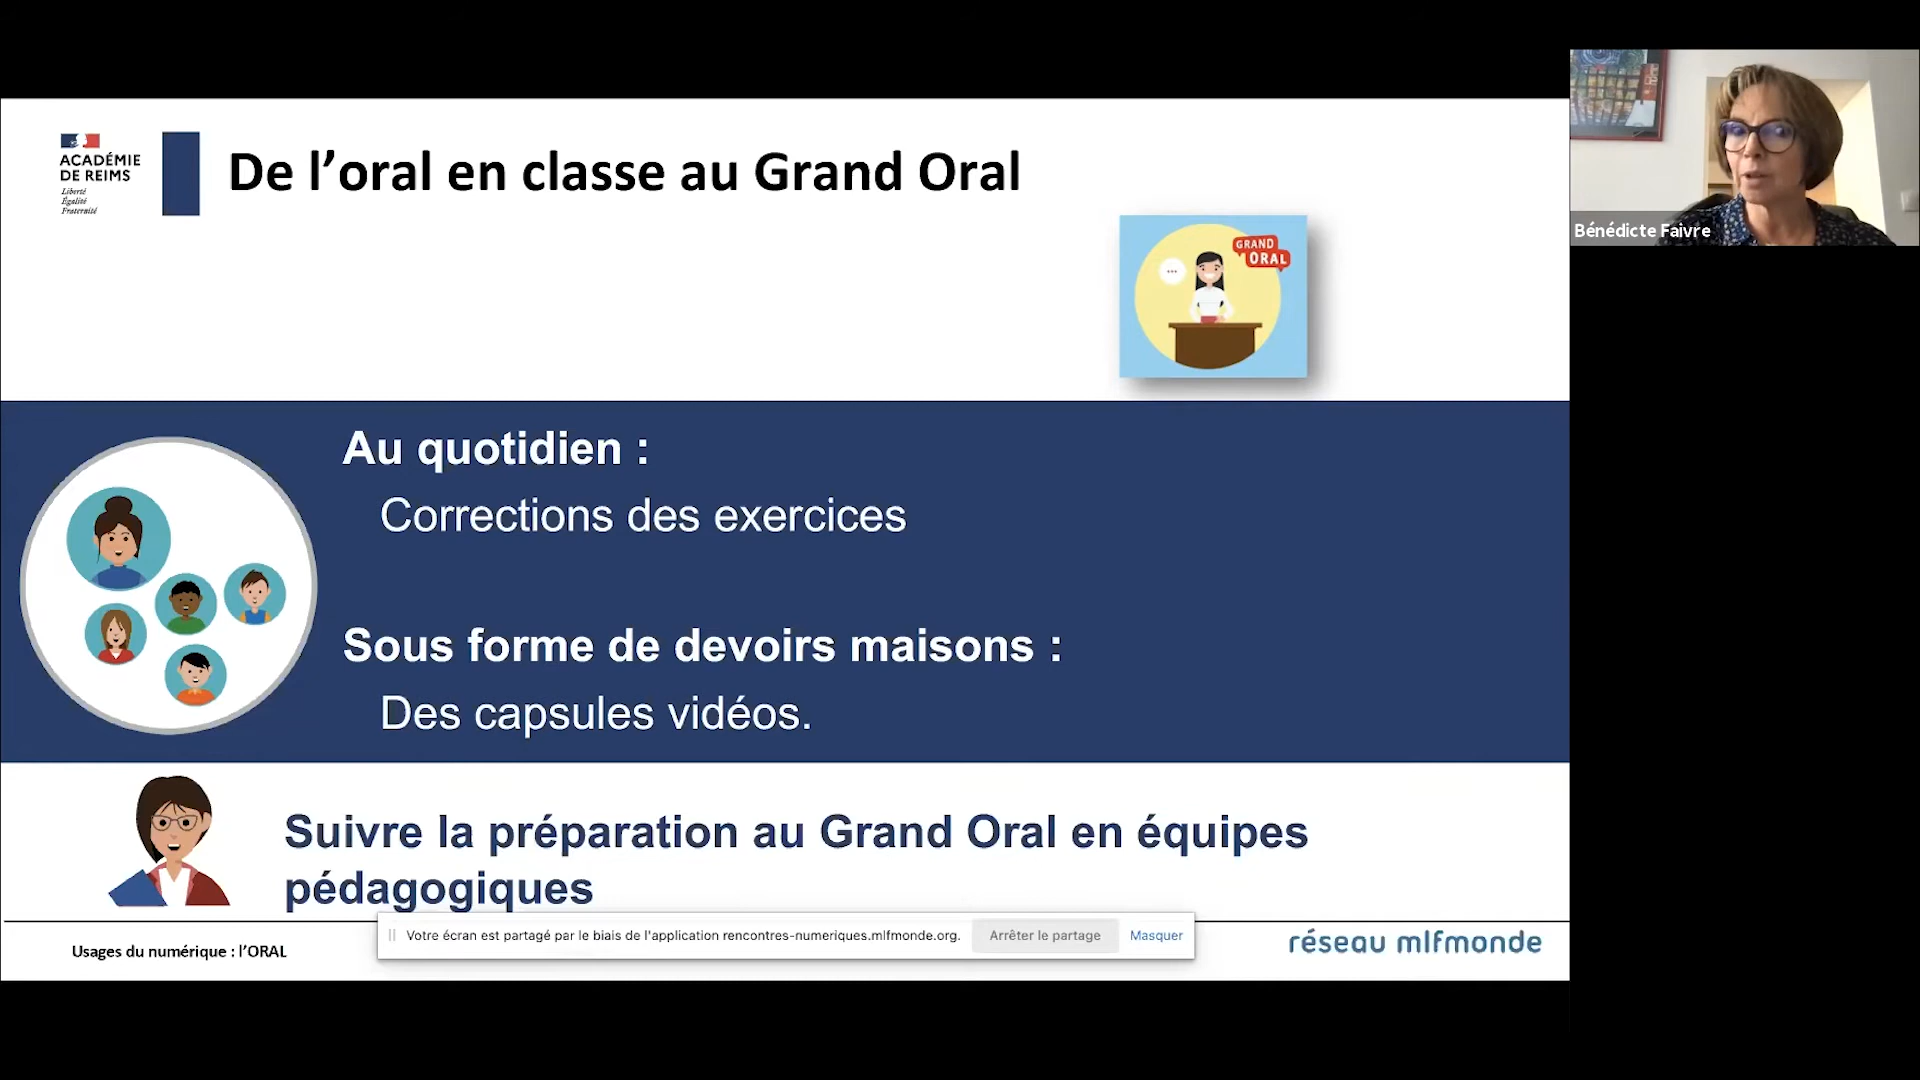 ACADÉMIE
DE REIMS
Liberté
Égalité
Fraternité
De l’oral en classe au Grand Oral
GRAND
ORAL
Bénédicte Faivre
Au quotidien :
Corrections des exercices
Sous forme de devoirs maisons :
Des capsules vidéos.
Suivre la préparation au Grand Oral en équipes
pédagogiques
Votre écran est partagé par le biais de l'application rencontres-numeriques.mlfmonde.org.
Arrêter le partage
Masquer
Usages du numérique : l’ORAL
réseau mlfmonde